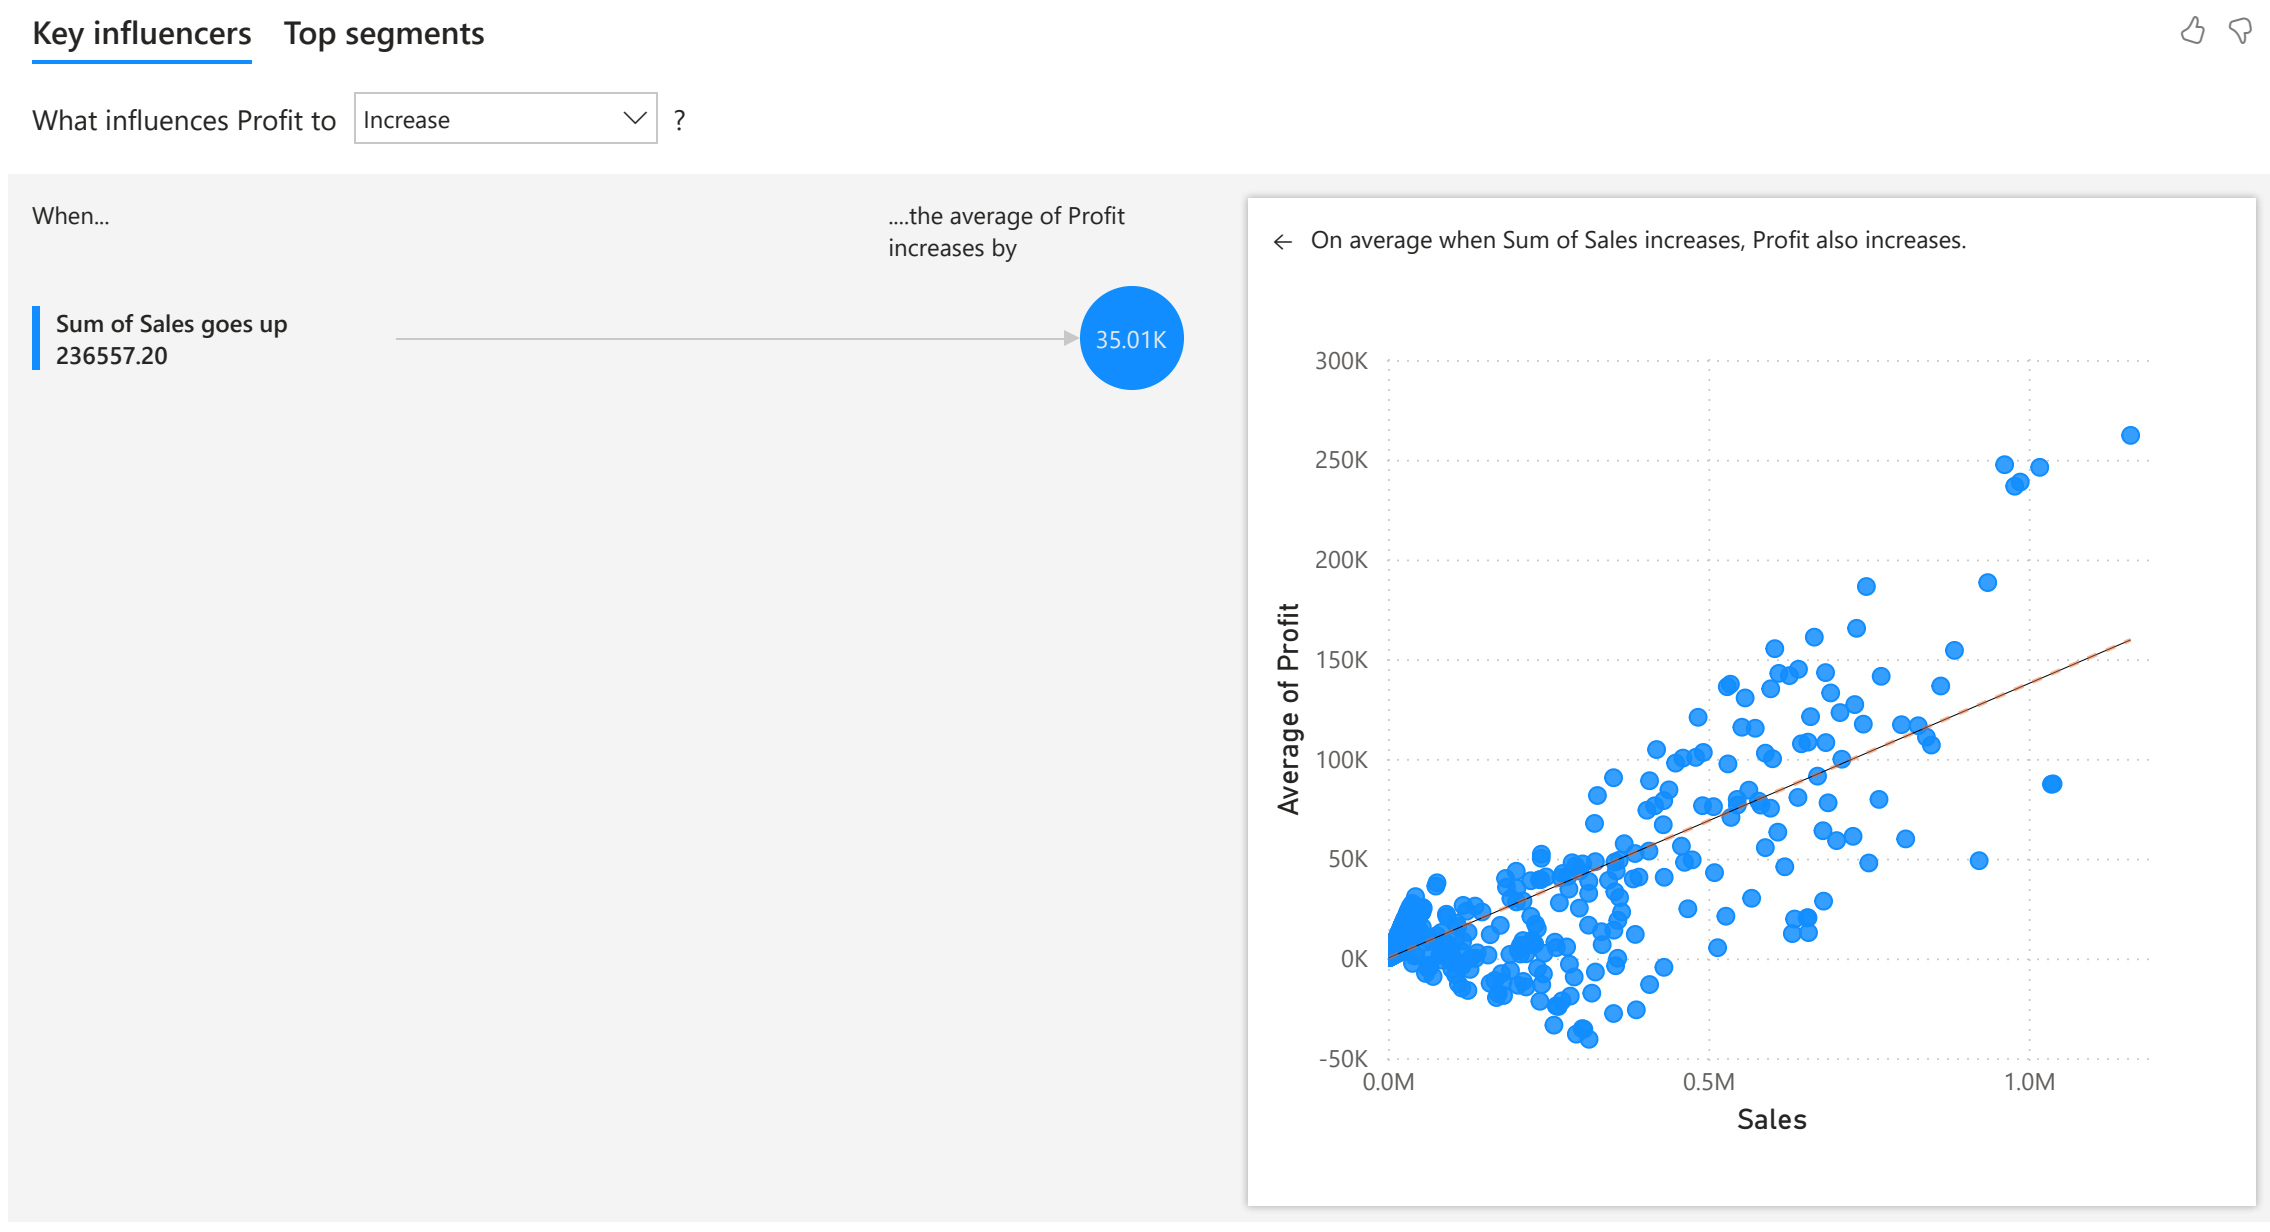 Key influencers Top segments
What influences Profit to Increase ?
When...
....the average of Profit
increases by
Sum of Sales goes up
236557.20
35.01K
On average when Sum of Sales increases, Profit also increases.
300K
250K
200K
150K
100K
50K
0K
-50K
Average of Profit
0.0M 0.5M 1.0M
Sales